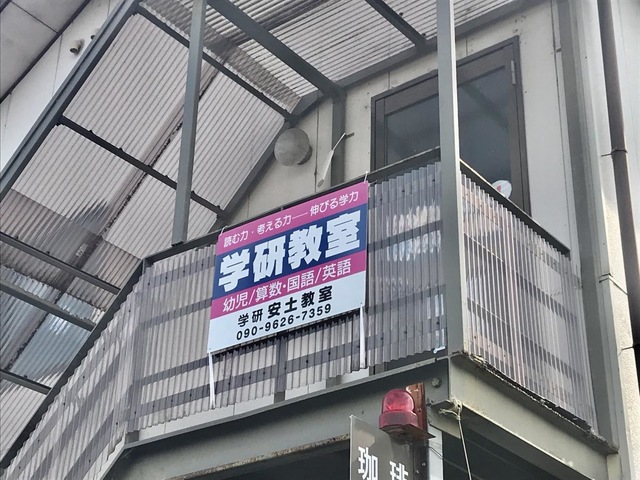 読む力・考える力──伸びる学力
学研教室
幼児/算数・国語/英語
学研 安土教室
090-9626-7359
珈琲